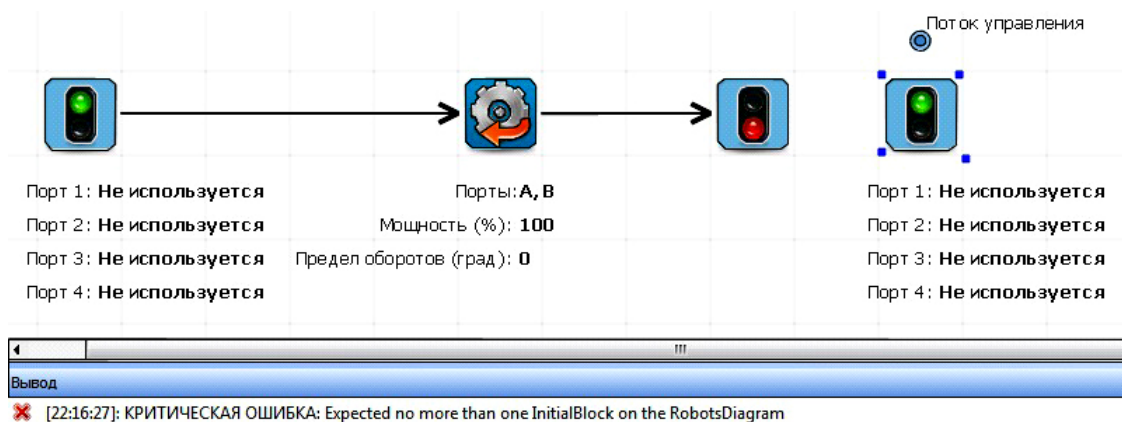 Поток управления
Порт 1: Не используется
Порт 2: Не используется
Порт 3: Не используется
Порт 4: Не используется
Порты:A, B
Мощность (%): 100
Предел оборотов (град): 0
Порт 1: Не используется
Порт 2: Не используется
Порт 3: Не используется
Порт 4: Не используется
Вывод
[22:16:27]: КРИТИЧЕСКАЯ ОШИБКА: Expected no more than one InitialBlock on the RobotsDiagram